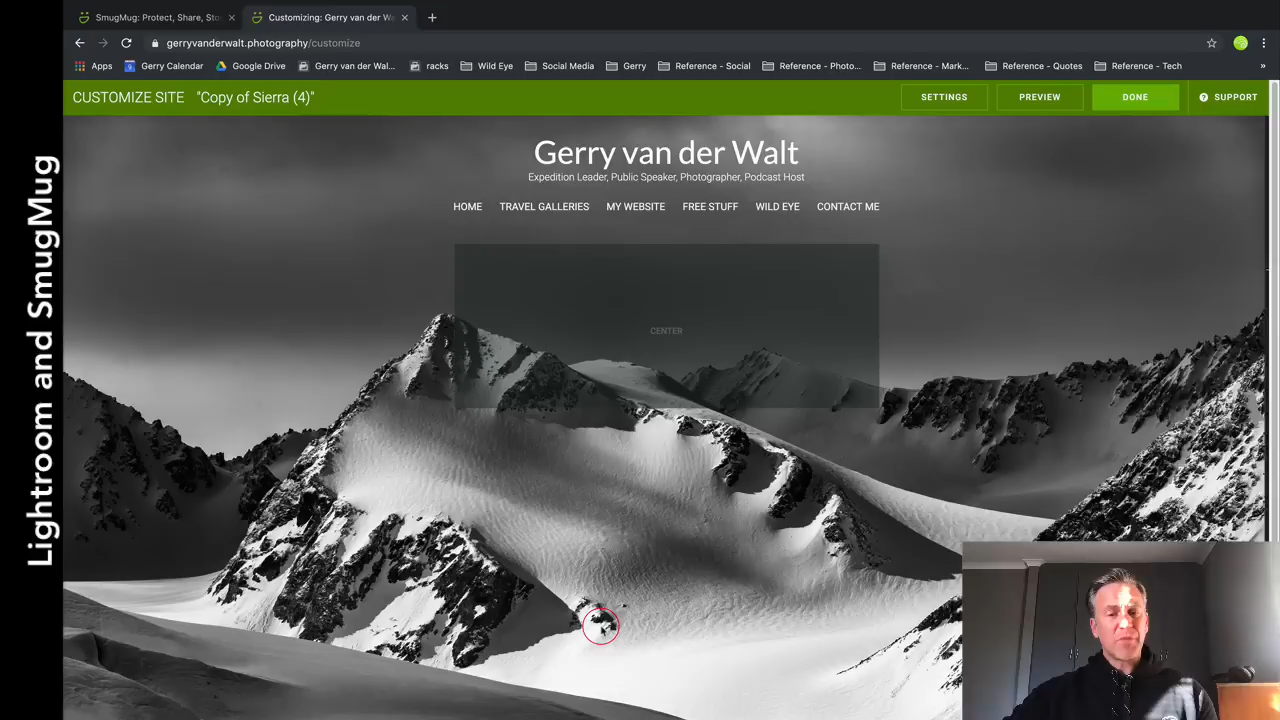 SmugMug: Protect, Share, Sto
Customizing: Gerry van der Wa
gerryvanderwalt.photography/customize
Apps
Gerry Calendar
Google Drive
Gerry van der Wal...
racks
Wild Eye
Social Media
Gerry
Reference - Social
Reference - Photo...
Reference - Mark...
Reference - Quotes
Reference - Tech
»
CUSTOMIZE SITE "Copy of Sierra (4)"
SETTINGS
PREVIEW
DONE
SUPPORT
Gerry van der Walt
Expedition Leader, Public Speaker, Photographer, Podcast Host
HOME TRAVEL GALLERIES MY WEBSITE FREE STUFF WILD EYE CONTACT ME
CENTER
Lightroom and SmugMug